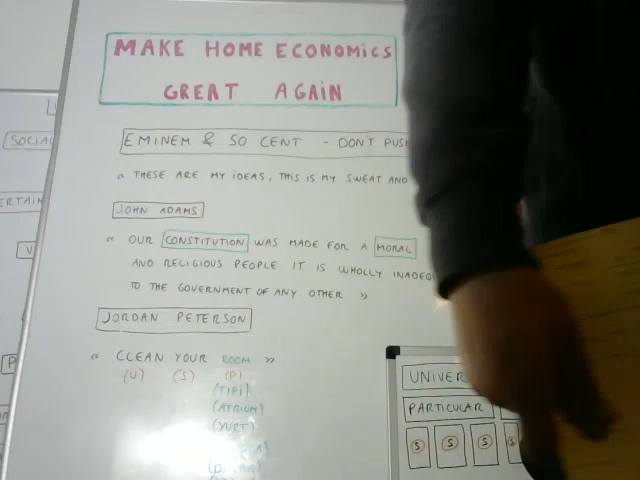 MAKE HOME ECONOMICS
GREAT AGAIN
EMINEM & 50 CENT - DON'T PUSH
" THESE ARE MY IDEAS, THIS IS MY SWEAT AND
JOHN ADAMS
" OUR CONSTITUTION WAS MADE FOR A MORAL
AND RELIGIOUS PEOPLE IT IS WHOLLY
TO THE GOVERNMENT OF ANY OTHER "
JORDAN PETERSON
" CLEAN YOUR ROOM "
(U) (S) (P)
(TIPI)
(ATRIUM)
(YURT)
UNIVER
PARTICULAR
S S S S
SOCIAL
ERTAIN
V
P